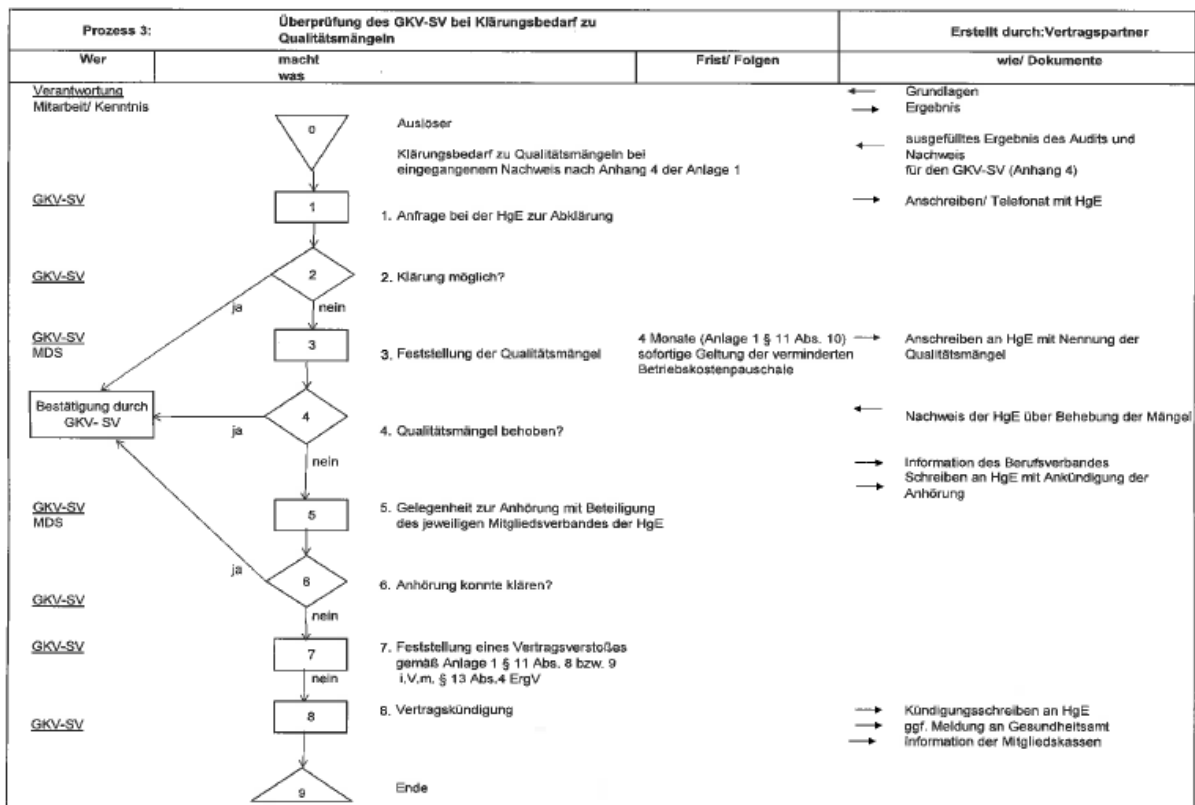 Prozess 3:
Überprüfung des GKV-SV bei Klärungsbedarf zu
Qualitätsmängeln
Erstellt durch:Vertragspartner
Wer
macht
was
Frist/ Folgen
wie/ Dokumente
Verantwortung
Mitarbeit/ Kenntnis
Grundlagen
Ergebnis
0
Auslöser
Klärungsbedarf zu Qualitätsmängeln bei
eingegangenem Nachweis nach Anhang 4 der Anlage 1
ausgefülltes Ergebnis des Audits und
Nachweis
für den GKV-SV (Anhang 4)
GKV-SV
1
1. Anfrage bei der HgE zur Abklärung
Anschreiben/ Telefonat mit HgE
GKV-SV
2
2. Klärung möglich?
ja
nein
GKV-SV
MDS
3
3. Feststellung der Qualitätsmängel
4 Monate (Anlage 1 § 11 Abs. 10)
sofortige Geltung der verminderten
Betriebskostenpauschale
Anschreiben an HgE mit Nennung der
Qualitätsmängel
Bestätigung durch
GKV- SV
ja
4
4. Qualitätsmängel behoben?
Nachweis der HgE über Behebung der Mängel
nein
Information des Berufsverbandes
Schreiben an HgE mit Ankündigung der
Anhörung
GKV-SV
MDS
5
5. Gelegenheit zur Anhörung mit Beteiligung
des jeweiligen Mitgliedsverbandes der HgE
ja
6
6. Anhörung konnte klären?
GKV-SV
nein
GKV-SV
7
7. Feststellung eines Vertragsverstoßes
gemäß Anlage 1 § 11 Abs. 8 bzw. 9
i.V.m. § 13 Abs.4 ErgV
nein
GKV-SV
8
8. Vertragskündigung
Kündigungsschreiben an HgE
ggf. Meldung an Gesundheitsamt
Information der Mitgliedskassen
9
Ende